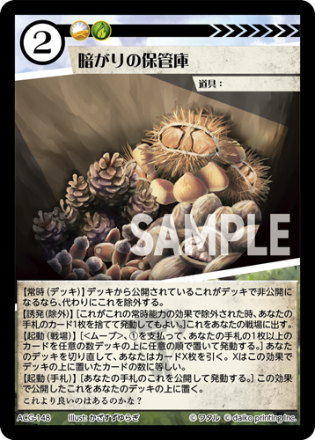 2
暗がりの保管庫
道具：
SAMPLE
【常時（デッキ）】デッキから公開されているこれがデッキで非公開に
なるなら、代わりにこれを除外する。
【誘発（除外）】［これがこれの常時能力の効果で除外された時、あなたの
手札のカード1枚を捨てて発動してもよい。］これをあなたの戦場に出す。
【起動（戦場）】［<ムーブ>、①を支払って、あなたの手札の1枚以上の
カードを任意の数デッキの上に任意の順で置いて発動する。］あなた
のデッキを切り直して、あなたはカードX枚を引く。Xはこの効果で
デッキの上に置いたカードの数に等しい。
【起動（手札）】［あなたの手札のこれを公開して発動する。］この効果
で公開したこれをデッキの上に置く。
これより良いのはあるのかな？
ACG-148
Illust: かざすずゆらぎ
© ワタル © daiko printing inc.